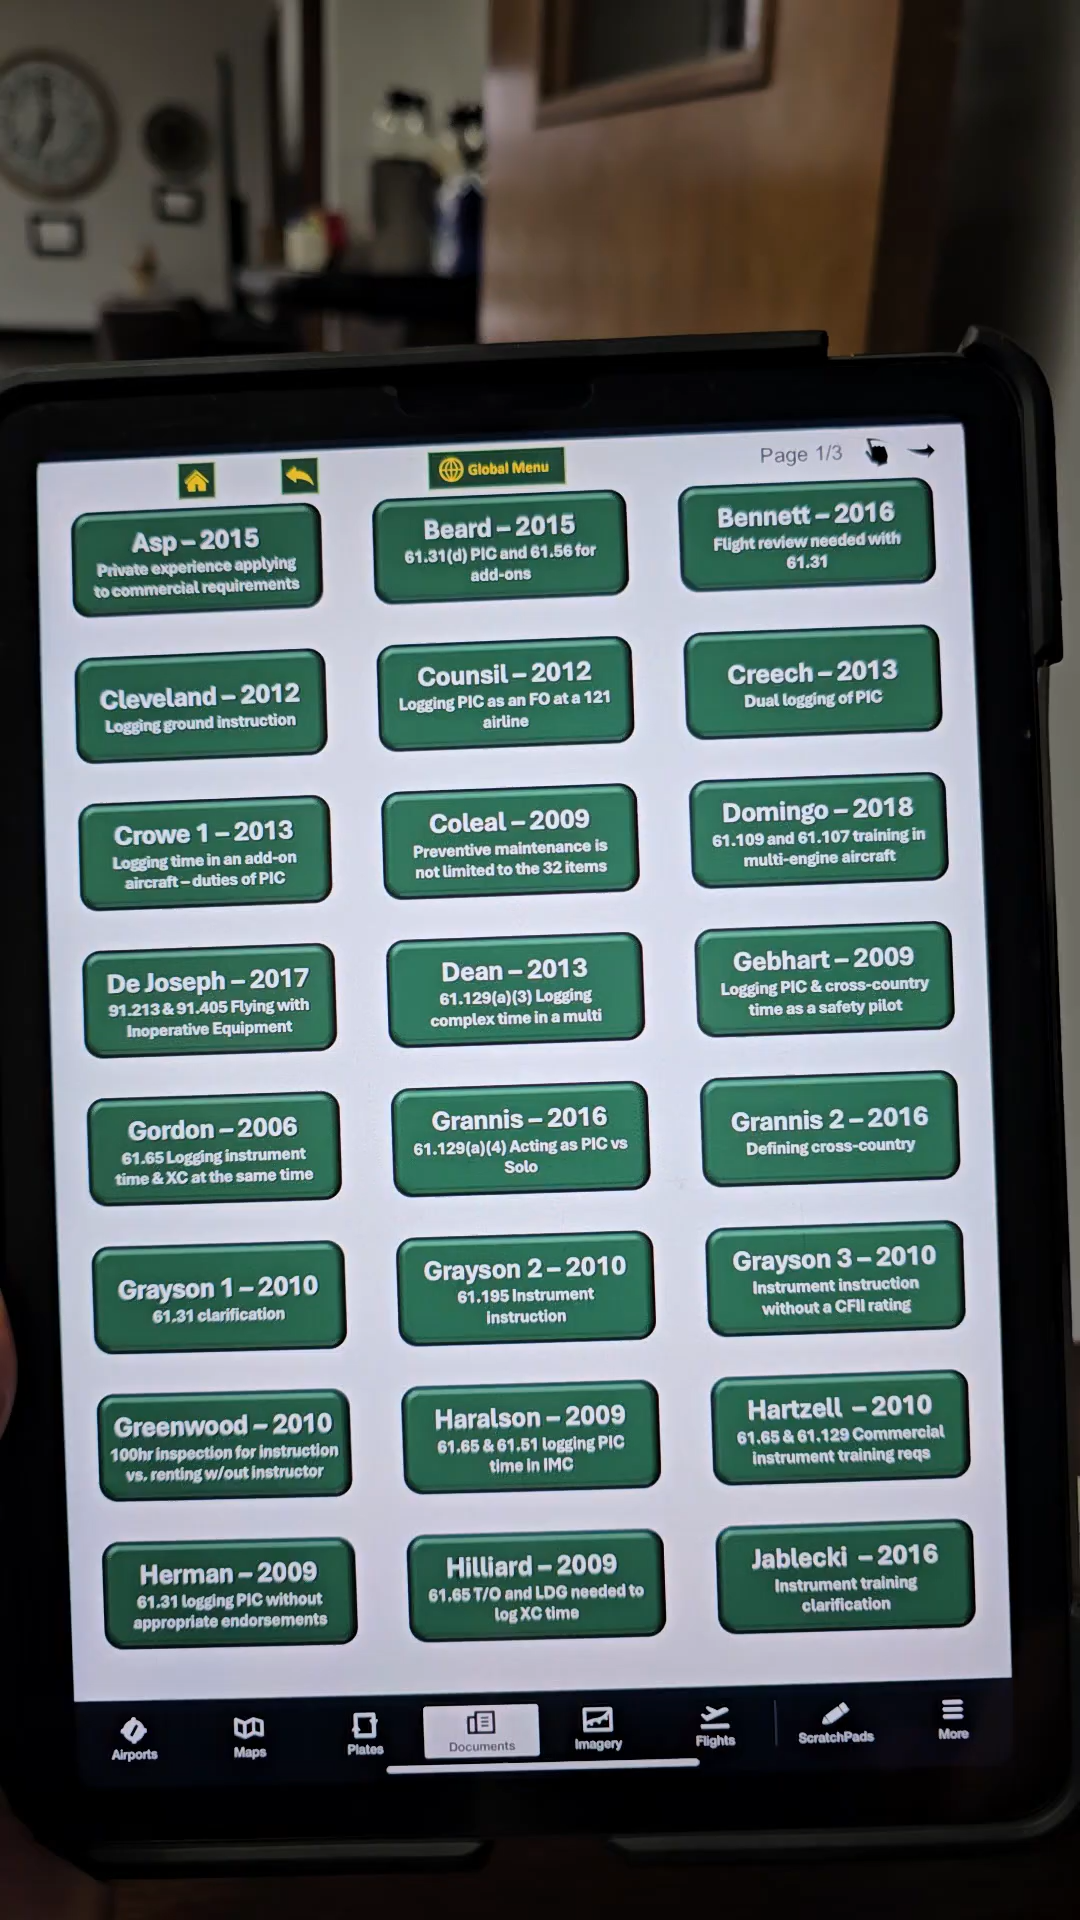 Global Menu
Page 1/3
Asp – 2015
Private experience applying
to commercial requirements
Beard – 2015
61.31(d) PIC and 61.56 for
add-ons
Bennett – 2016
Flight review needed with
61.31
Cleveland – 2012
Logging ground instruction
Counsil – 2012
Logging PIC as an FO at a 121
airline
Creech – 2013
Dual logging of PIC
Crowe 1 – 2013
Logging time in an add-on
aircraft – duties of PIC
Coleal – 2009
Preventive maintenance is
not limited to the 32 items
Domingo – 2018
61.109 and 61.107 training in
multi-engine aircraft
De Joseph – 2017
91.213 & 91.405 Flying with
Inoperative Equipment
Dean – 2013
61.129(a)(3) Logging
complex time in a multi
Gebhart – 2009
Logging PIC & cross-country
time as a safety pilot
Gordon – 2006
61.65 Logging instrument
time & XC at the same time
Grannis – 2016
61.129(a)(4) Acting as PIC vs
Solo
Grannis 2 – 2016
Defining cross-country
Grayson 1 – 2010
61.31 clarification
Grayson 2 – 2010
61.195 Instrument
Instruction
Grayson 3 – 2010
Instrument instruction
without a CFII rating
Greenwood – 2010
100hr inspection for instruction
vs. renting w/out instructor
Haralson – 2009
61.65 & 61.51 logging PIC
time in IMC
Hartzell – 2010
61.65 & 61.129 Commercial
instrument training reqs
Herman – 2009
61.31 logging PIC without
appropriate endorsements
Hilliard – 2009
61.65 T/O and LDG needed to
log XC time
Jablecki – 2016
Instrument training
clarification
Airports
Maps
Plates
Documents
Imagery
Flights
ScratchPads
More